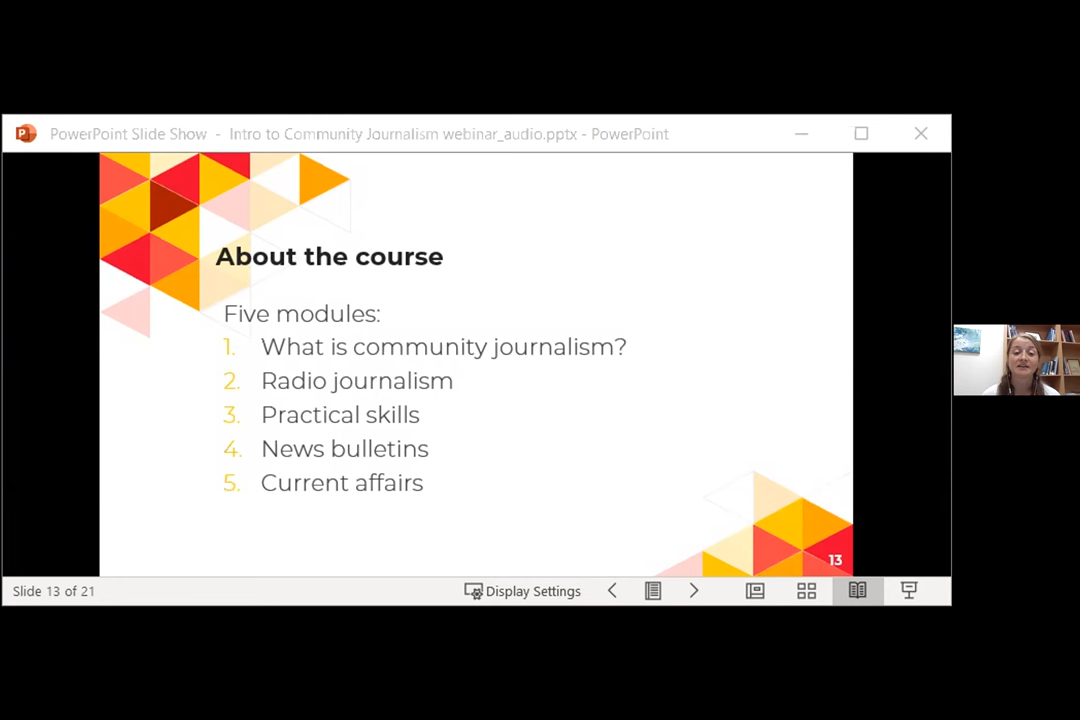 PowerPoint Slide Show - Intro to Community Journalism webinar_audio.pptx - PowerPoint
About the course
Five modules:
1. What is community journalism?
2. Radio journalism
3. Practical skills
4. News bulletins
5. Current affairs
13
Slide 13 of 21
Display Settings